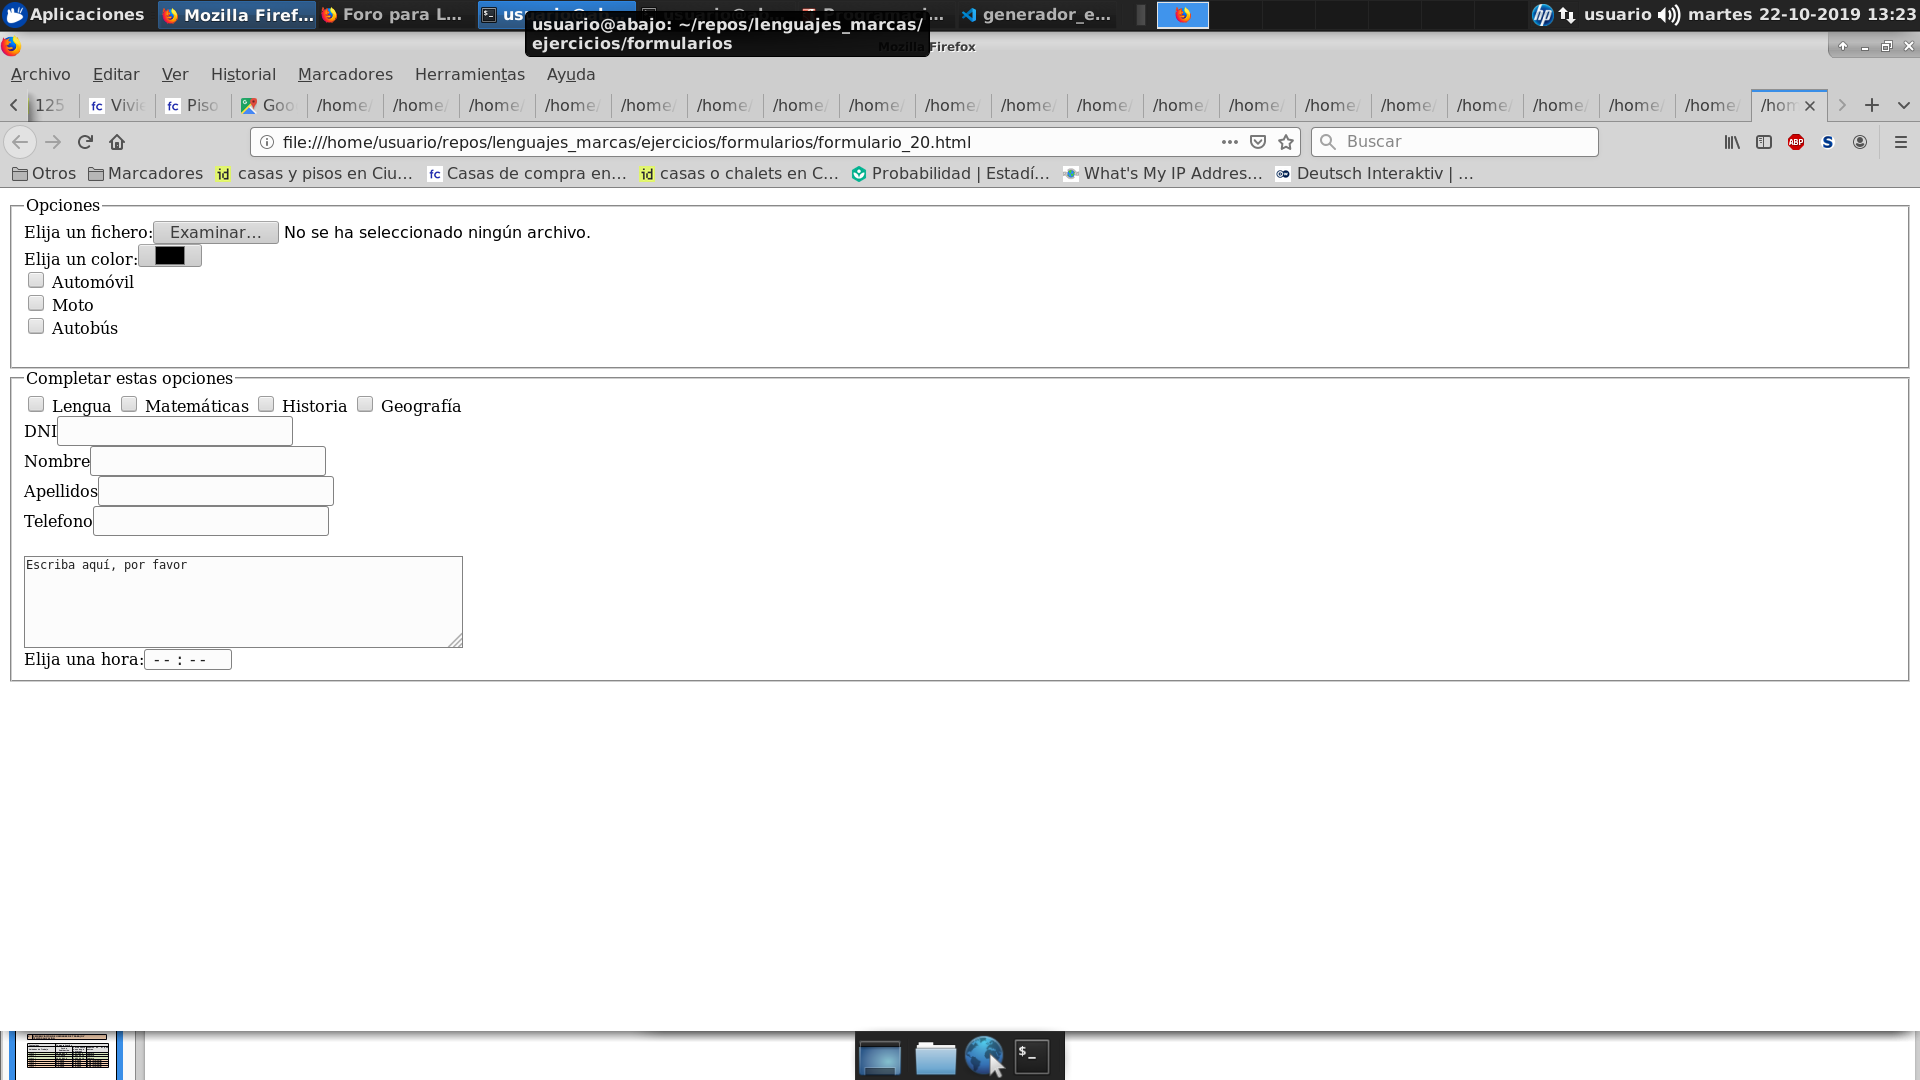 Aplicaciones
Mozilla Firef...
Foro para L...
generador_e...
usuario
martes 22-10-2019 13:23
usuario@abajo: ~/repos/lenguajes_marcas/
ejercicios/formularios
Firefox
Archivo Editar Ver Historial Marcadores Herramientas Ayuda
125 Vivi Piso Goo /home/ /home/ /home/ /home/ /home/ /home/ /home/ /home/ /home/ /home/ /home/ /home/ /home/ /home/ /home/ /home/ /home/ /home/ /home/ /hom
file:///home/usuario/repos/lenguajes_marcas/ejercicios/formularios/formulario_20.html
Buscar
ABP
Otros Marcadores casas y pisos en Ciu... Casas de compra en... casas o chalets en C... Probabilidad | Estadí... What's My IP Addres... Deutsch Interaktiv | ...
Opciones
Elija un fichero: Examinar... No se ha seleccionado ningún archivo.
Elija un color:
Automóvil
Moto
Autobús
Completar estas opciones
Lengua Matemáticas Historia Geografía
DNI
Nombre
Apellidos
Telefono
Escriba aquí, por favor
Elija una hora: --:--